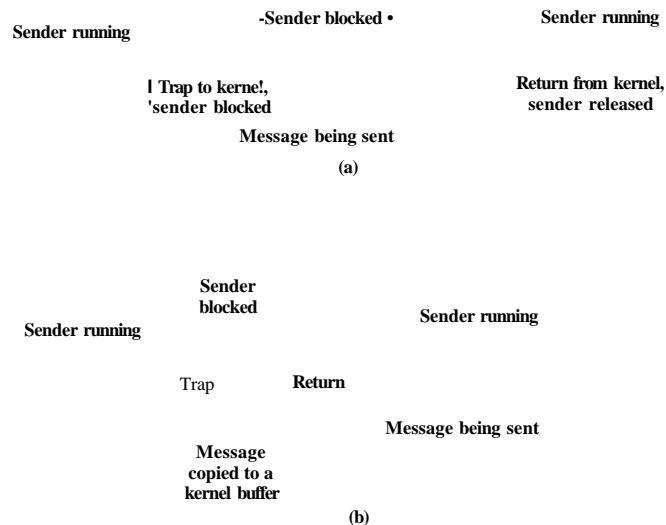 Sender running
-Sender blocked •
Sender running
l Trap to kerne!,
'sender blocked
Return from kernel,
sender released
Message being sent
(a)
Sender
blocked
Sender running
Sender running
Trap
Return
Message being sent
Message
copied to a
kernel buffer
(b)